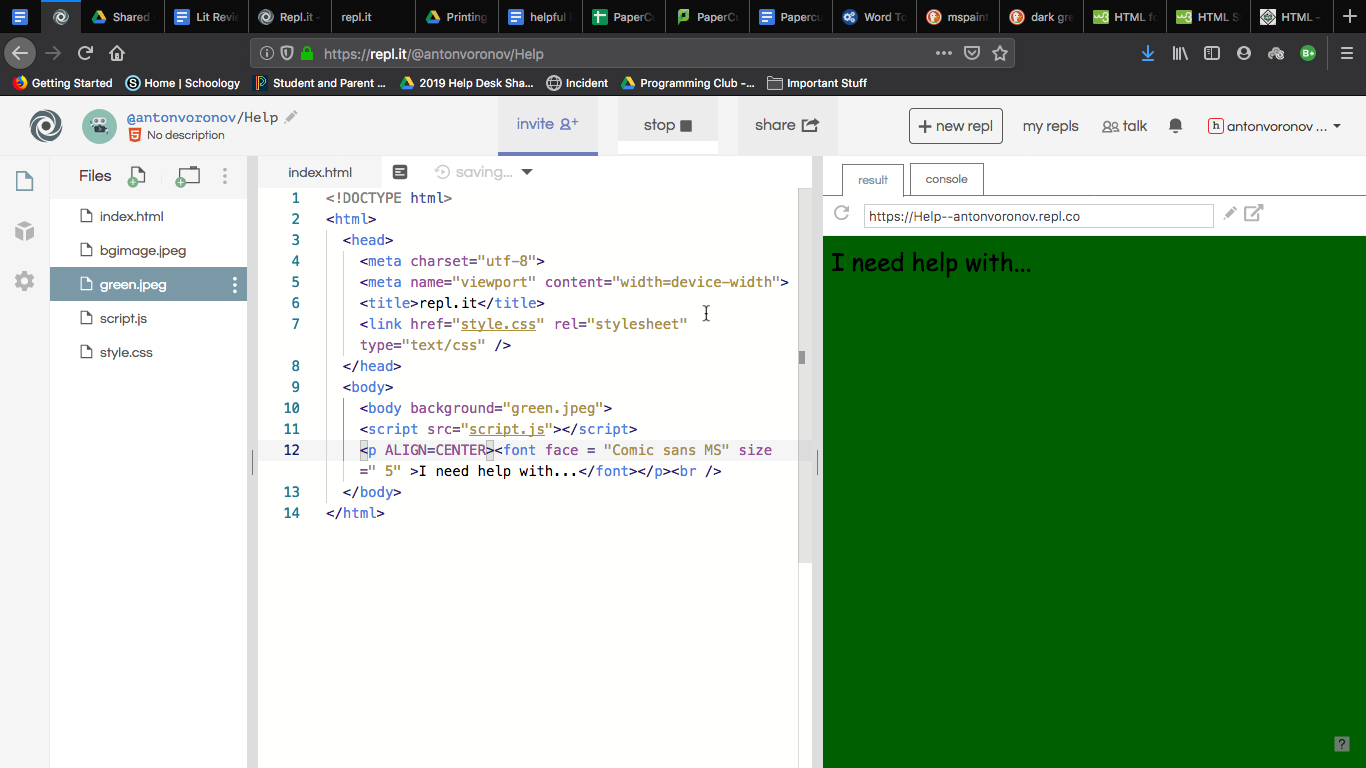 Shared
Lit Revi
Repl.it -
repl.it
Printing
helpful
PaperCu
PaperCu
Papercu
Word To
mspaint
dark gre
HTML fo
HTML S
HTML -
https://repl.it/@antonvoronov/Help
Getting Started
Home | Schoology
Student and Parent ...
2019 Help Desk Sha...
Incident
Programming Club -...
Important Suff
@antonvoronov/Help
No description
invite
stop
share
+ new repl
my repls
talk
h antonvoronov ...
Files
index.html
saving...
result
console
index.html
bgimage.jpeg
green.jpeg
script.js
style.css
https://Help--antonvoronov.repl.co
1 <!DOCTYPE html>
2 <html>
3 <head>
4 <meta charset="utf-8">
5 <meta name="viewport" content="width=device-width">
6 <title>repl.it</title>
7 <link href="style.css" rel="stylesheet"
type="text/css" />
8 </head>
9 <body>
10 <body background="green.jpeg">
11 <script src="script.js"></script>
12 <p ALIGN=CENTER><font face = "Comic sans MS" size
=" 5" >I need help with...</font></p><br />
13 </body>
14 </html>
I need help with...
?